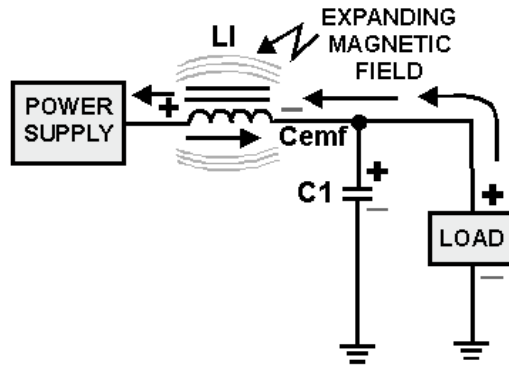 EXPANDING
MAGNETIC
FIELD
LI
POWER
SUPPLY
+
−
Cemf
C1
+
−
+
LOAD
−